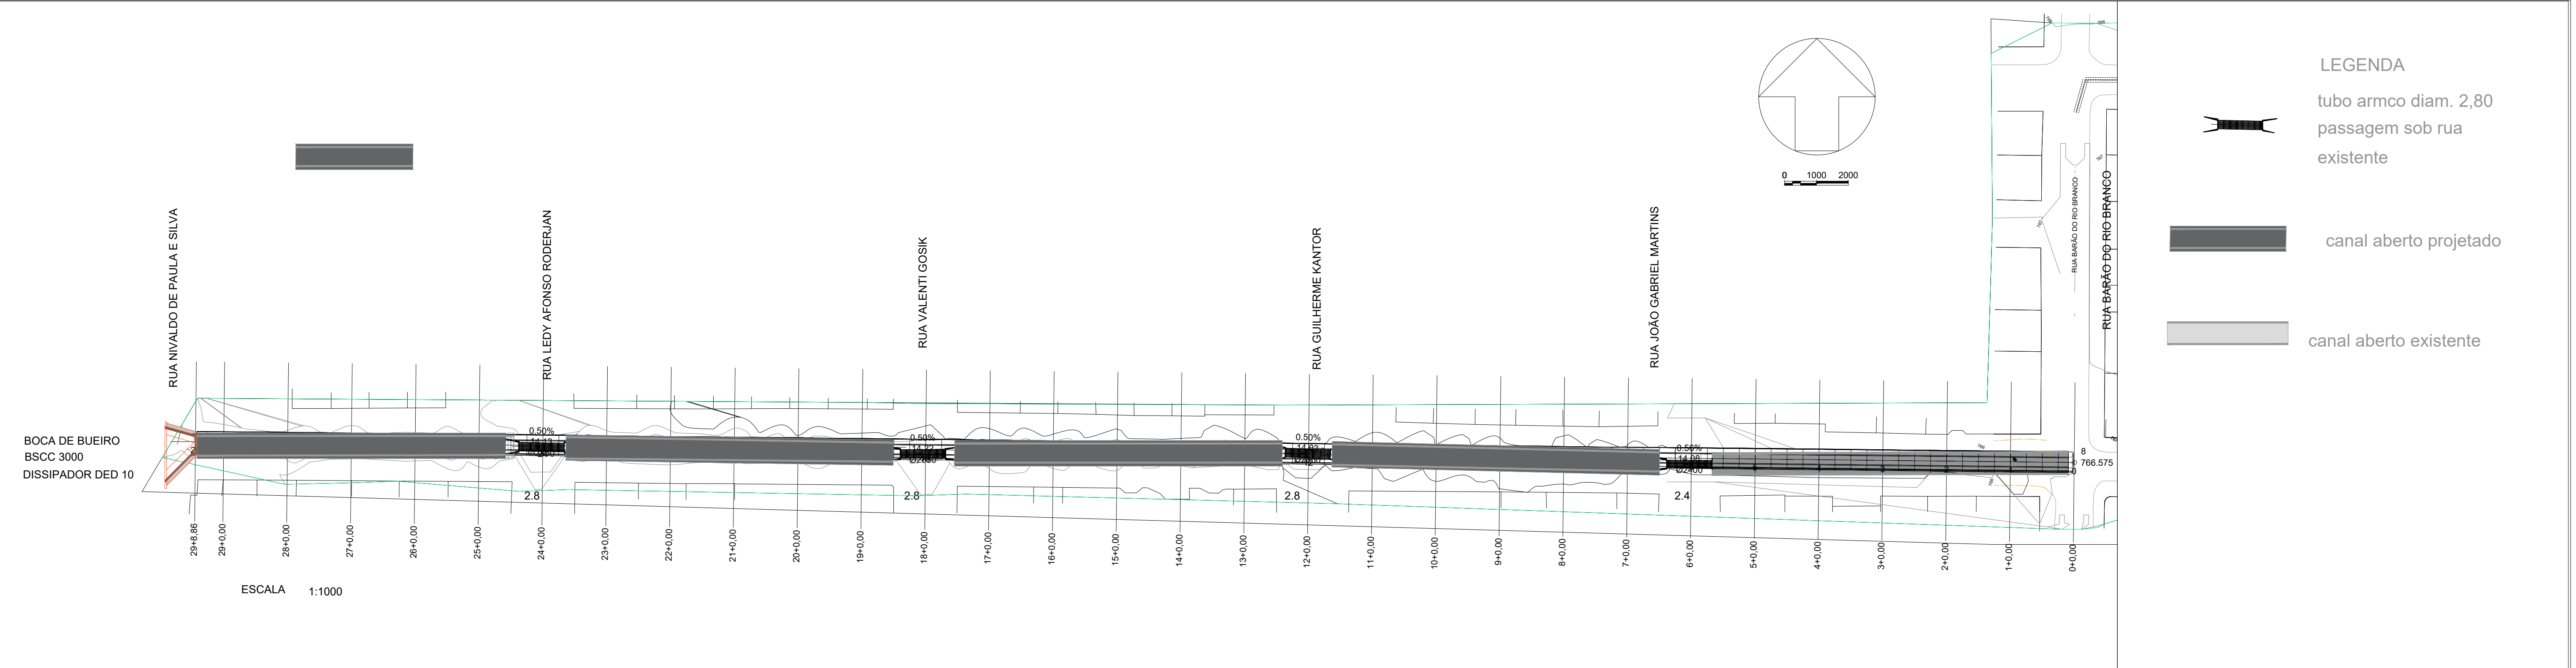 LEGENDA
tubo armco diam. 2,80
passagem sob rua
existente
canal aberto projetado
canal aberto existente
0 1000 2000
RUA NIVALDO DE PAULA E SILVA
RUA LEDY AFONSO RODERJAN
RUA VALENTI GOSIK
RUA GUILHERME KANTOR
RUA JOÃO GABRIEL MARTINS
RUA BARÃO DO RIO BRANCO
RUA BARÃO DO RIO BRANCO
BOCA DE BUEIRO
BSCC 3000
DISSIPADOR DED 10
0.50%
0.50%
0.50%
0.56%
8
766.575
0
2.8
2.8
2.8
2.4
29+8,86
29+0,00
28+0,00
27+0,00
26+0,00
25+0,00
24+0,00
23+0,00
22+0,00
21+0,00
20+0,00
19+0,00
18+0,00
17+0,00
16+0,00
15+0,00
14+0,00
13+0,00
12+0,00
11+0,00
10+0,00
9+0,00
8+0,00
7+0,00
6+0,00
5+0,00
4+0,00
3+0,00
2+0,00
1+0,00
0+0,00
ESCALA 1:1000